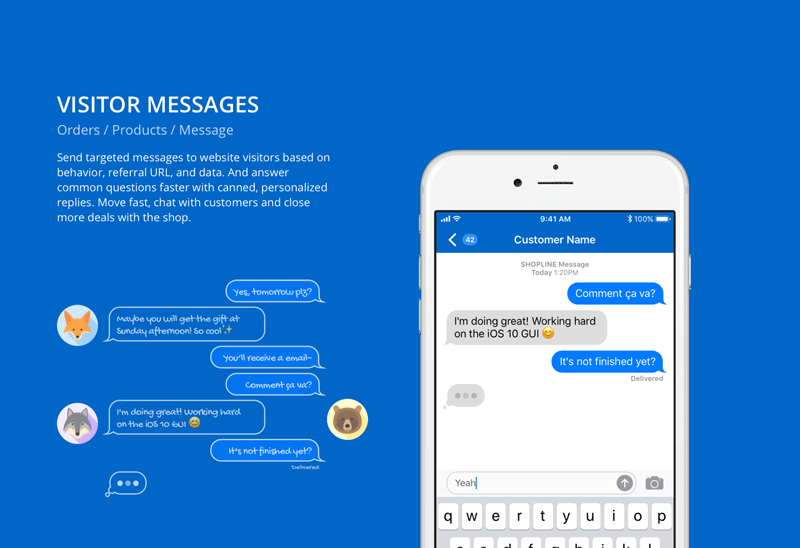 VISITOR MESSAGES
Orders / Products / Message
Send targeted messages to website visitors based on
behavior, referral URL, and data. And answer
common questions faster with canned, personalized
replies. Move fast, chat with customers and close
more deals with the shop.
Yes, tomorrow plz?
Maybe you will get the gift at
Sunday afternoon! So cool ✨
You'll receive a email~
Comment ça va?
I'm doing great! Working hard
on the iOS 10 GUI 😊
It's not finished yet?
Delivered
9:41 AM
100%
42
Customer Name
SHOPLINE Message
Today 1:20PM
Comment ça va?
I'm doing great! Working hard
on the iOS 10 GUI 😊
It's not finished yet?
Delivered
Yeah
q w e r t y u i o p